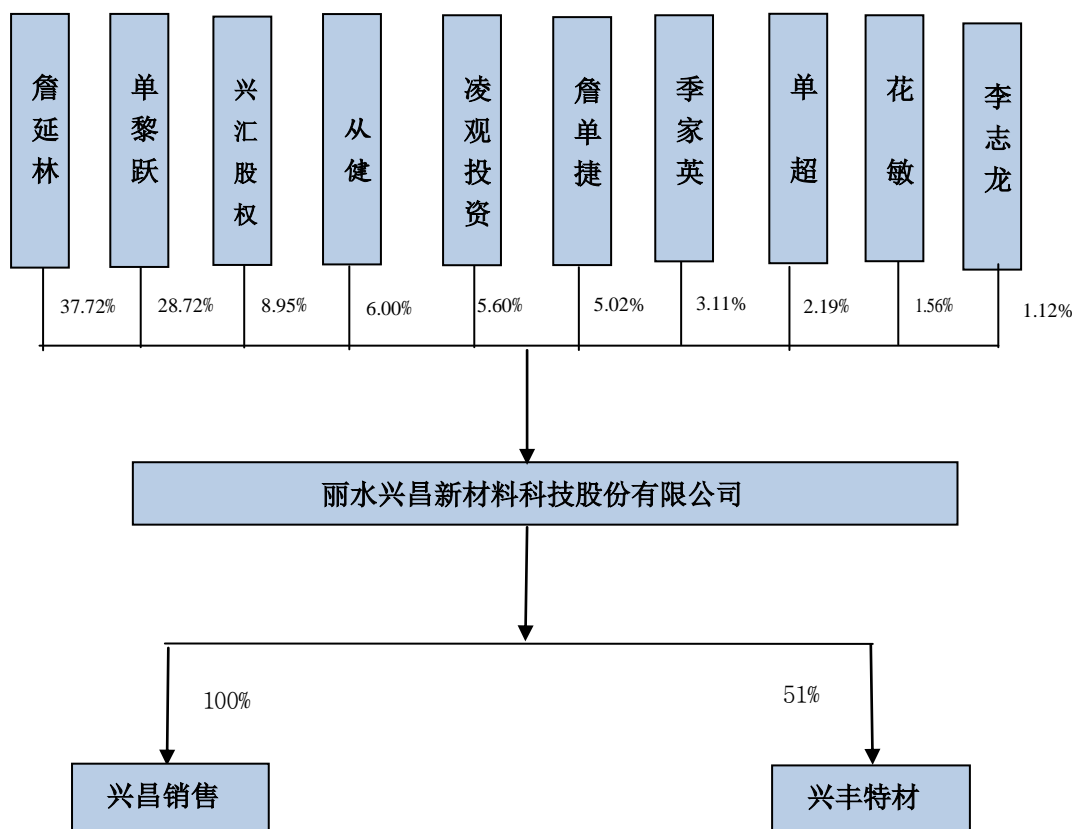 詹延林
单黎跃
兴汇股权
从健
凌观投资
詹单捷
季家英
单超
花敏
李志龙
37.72%
28.72%
8.95%
6.00%
5.60%
5.02%
3.11%
2.19%
1.56%
1.12%
丽水兴昌新材料科技股份有限公司
100%
51%
兴昌销售
兴丰特材